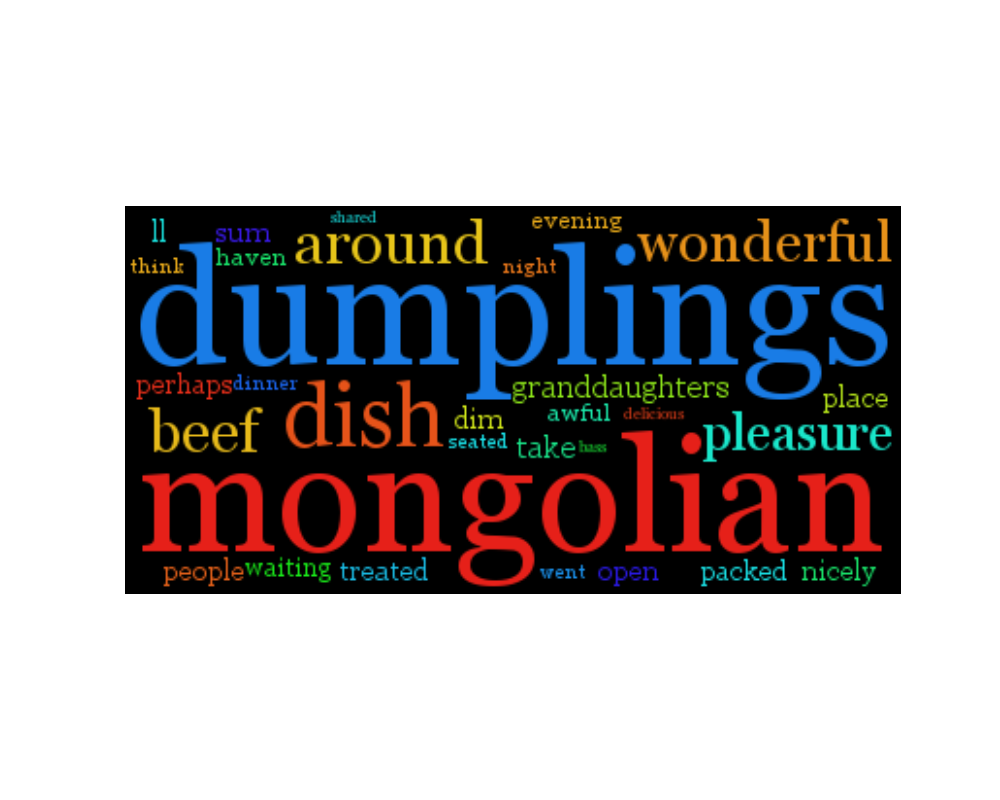 ll sum shared evening
think haven around night wonderful
dumplings
perhaps dinner granddaughters place
beef dish dim awful delicious pleasure
seated take bass
mongolian
people waiting treated went open packed nicely